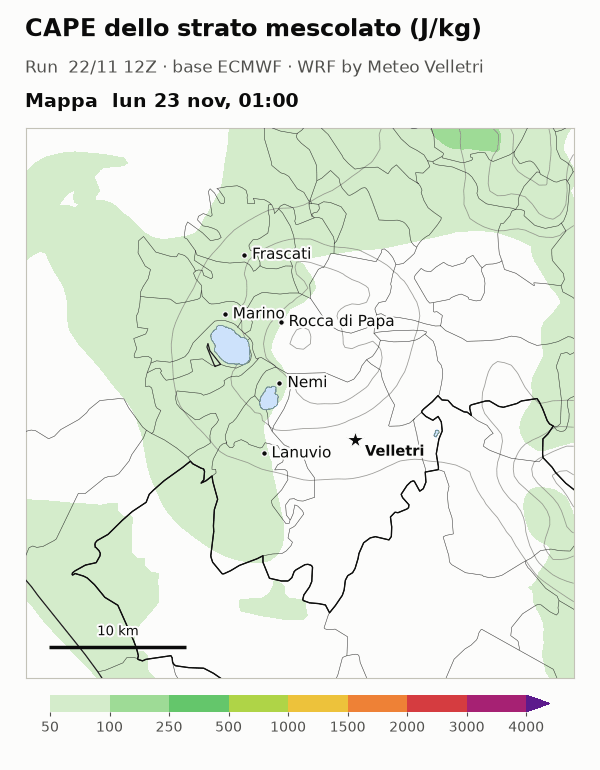 CAPE dello strato mescolato (J/kg)
Run  22/11 12Z · base ECMWF · WRF by Meteo Velletri
Mappa  lun 23 nov, 01:00
Frascati
Marino
Rocca di Papa
Nemi
Velletri
Lanuvio
10 km
50 100 250 500 1000 1500 2000 3000 4000